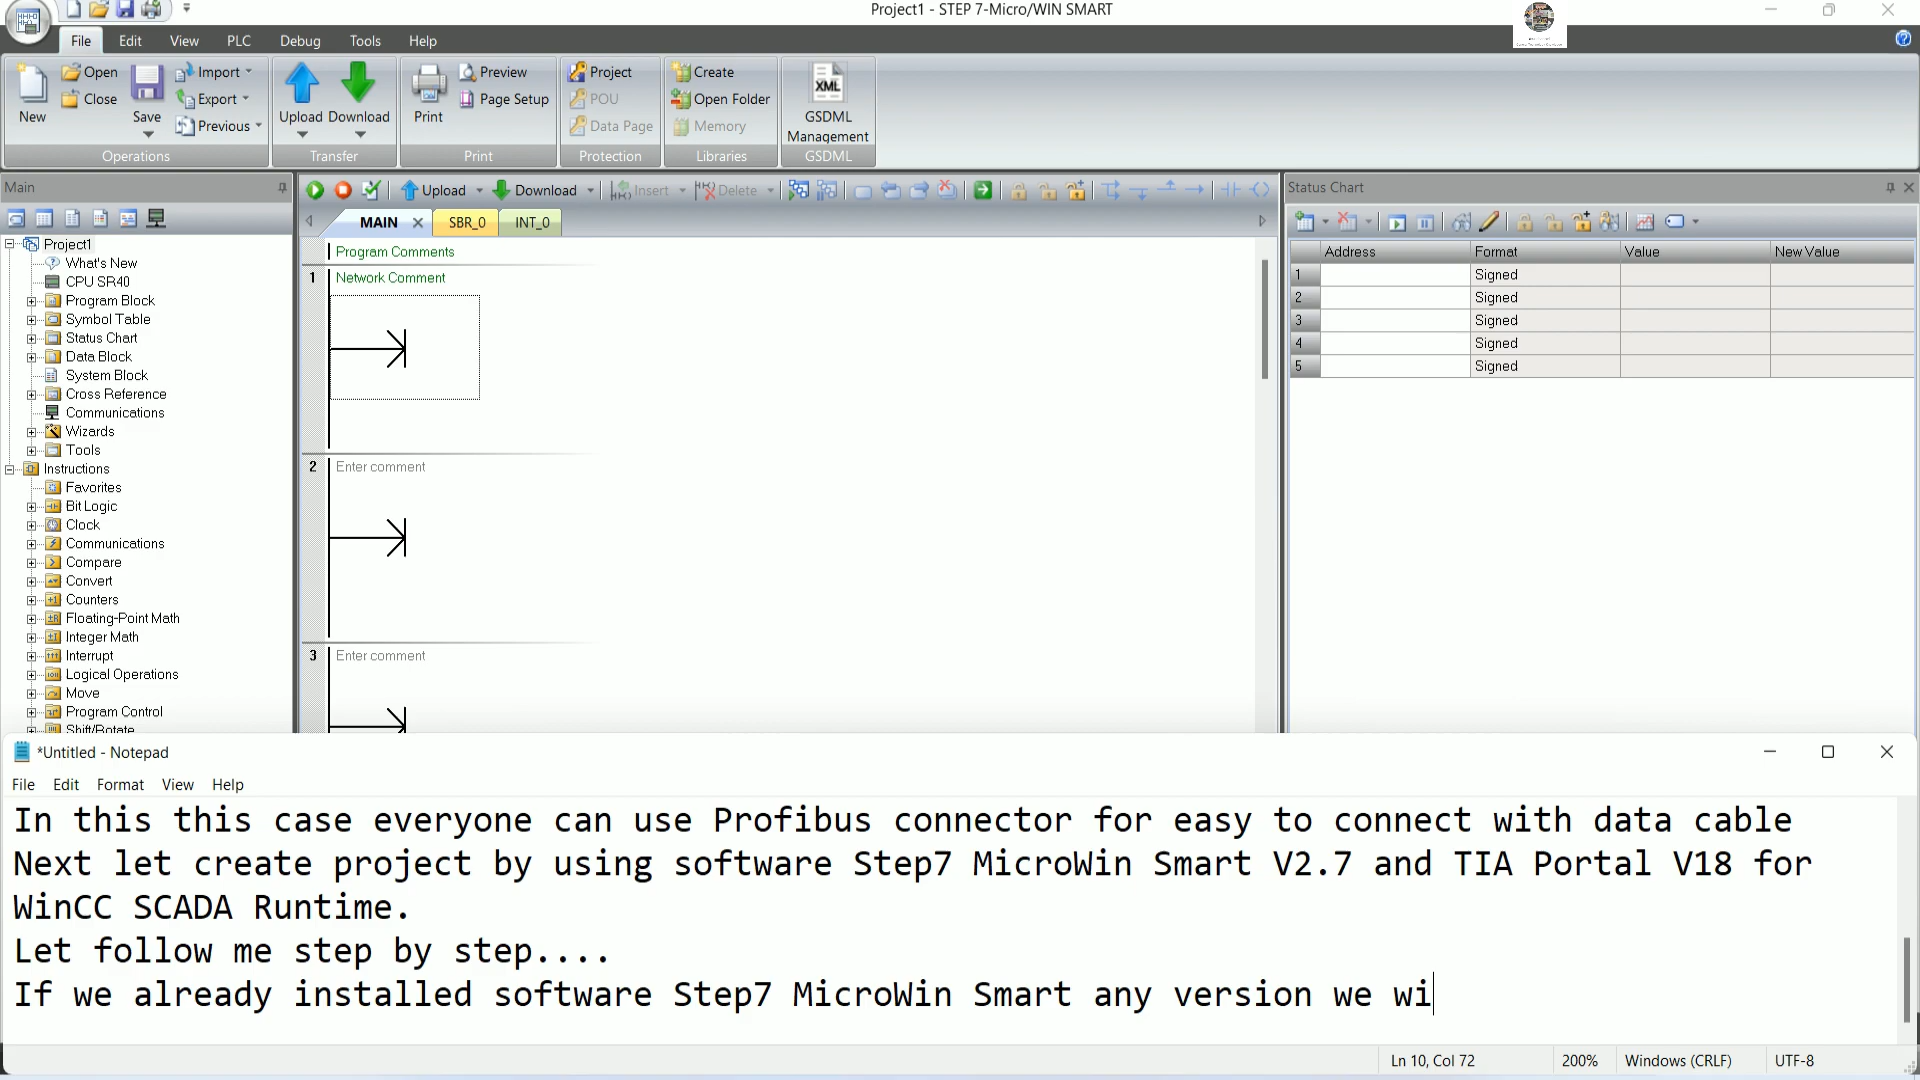 Project1 - STEP 7-Micro/WIN SMART
File Edit View PLC Debug Tools Help
New
Open
Close
Save
Import
Export
Previous
Operations
Upload
Download
Transfer
Print
Preview
Page Setup
Print
Project
POU
Data Page
Protection
Create
Open Folder
Memory
Libraries
XML
GSDML
Management
GSDML
Main
Project1
What's New
CPU SR40
Program Block
Symbol Table
Status Chart
Data Block
System Block
Cross Reference
Communications
Wizards
Tools
Instructions
Favorites
Bit Logic
Clock
Communications
Compare
Convert
Counters
Floating-Point Math
Integer Math
Interrupt
Logical Operations
Move
Program Control
Shift/Rotate
Upload Download Insert Delete
MAIN SBR_0 INT_0
Program Comments
1 Network Comment
2 Enter comment
3 Enter comment
Status Chart
Address Format Value New Value
1 Signed
2 Signed
3 Signed
4 Signed
5 Signed
*Untitled - Notepad
File Edit Format View Help
In this this case everyone can use Profibus connector for easy to connect with data cable
Next let create project by using software Step7 MicroWin Smart V2.7 and TIA Portal V18 for
WinCC SCADA Runtime.
Let follow me step by step....
If we already installed software Step7 MicroWin Smart any version we wi
Ln 10, Col 72 200% Windows (CRLF) UTF-8